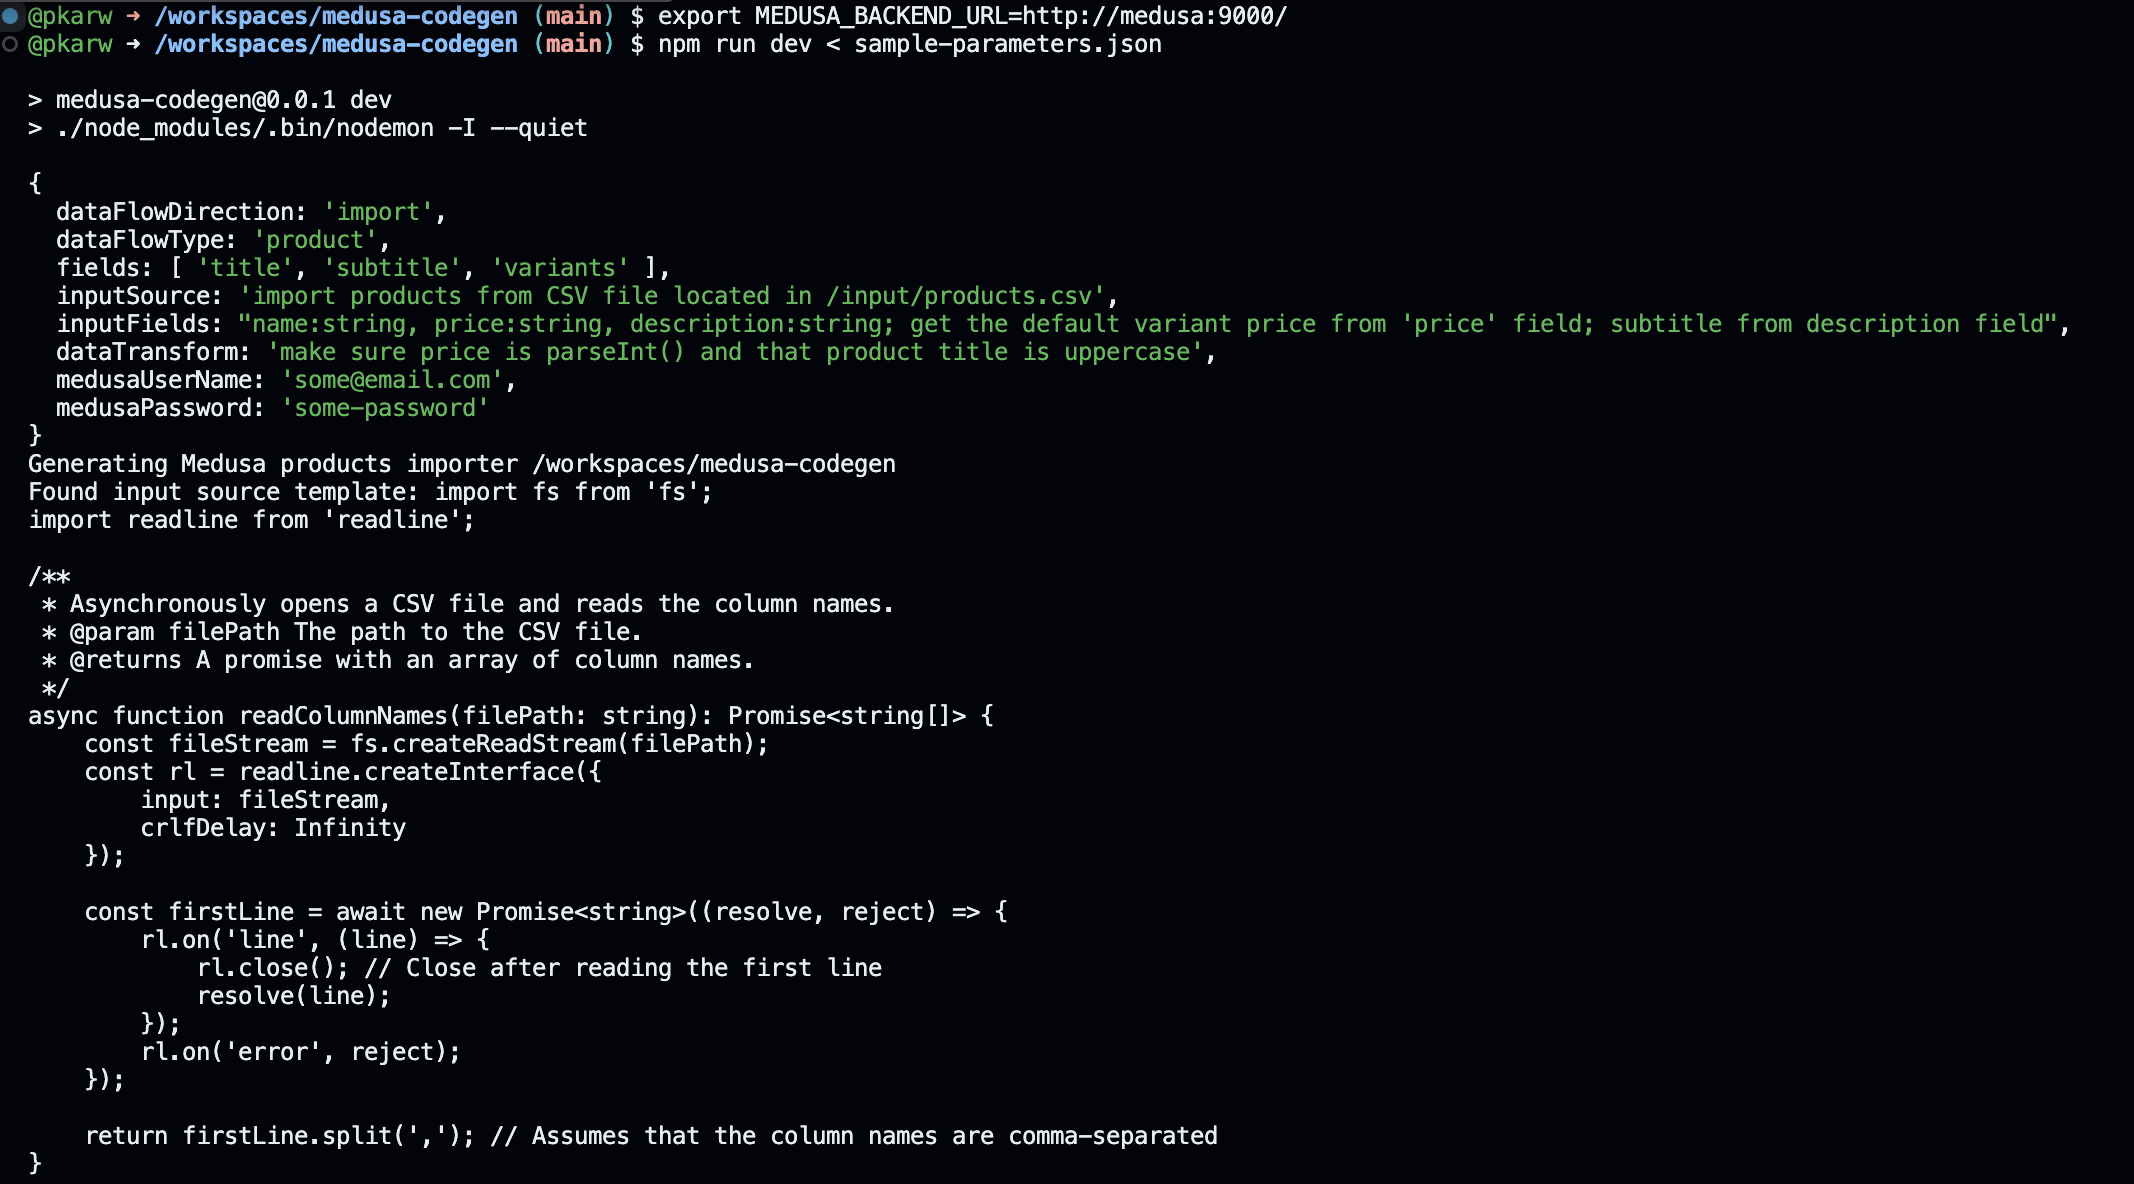 @pkarw ➜ /workspaces/medusa-codegen (main) $ export MEDUSA_BACKEND_URL=http://medusa:9000/
@pkarw ➜ /workspaces/medusa-codegen (main) $ npm run dev < sample-parameters.json

> medusa-codegen@0.0.1 dev
> ./node_modules/.bin/nodemon -I --quiet

{
  dataFlowDirection: 'import',
  dataFlowType: 'product',
  fields: [ 'title', 'subtitle', 'variants' ],
  inputSource: 'import products from CSV file located in /input/products.csv',
  inputFields: "name:string, price:string, description:string; get the default variant price from 'price' field; subtitle from description field",
  dataTransform: 'make sure price is parseInt() and that product title is uppercase',
  medusaUserName: 'some@email.com',
  medusaPassword: 'some-password'
}
Generating Medusa products importer /workspaces/medusa-codegen
Found input source template: import fs from 'fs';
import readline from 'readline';

/**
 * Asynchronously opens a CSV file and reads the column names.
 * @param filePath The path to the CSV file.
 * @returns A promise with an array of column names.
 */
async function readColumnNames(filePath: string): Promise<string[]> {
    const fileStream = fs.createReadStream(filePath);
    const rl = readline.createInterface({
        input: fileStream,
        crlfDelay: Infinity
    });

    const firstLine = await new Promise<string>((resolve, reject) => {
        rl.on('line', (line) => {
            rl.close(); // Close after reading the first line
            resolve(line);
        });
        rl.on('error', reject);
    });

    return firstLine.split(','); // Assumes that the column names are comma-separated
}